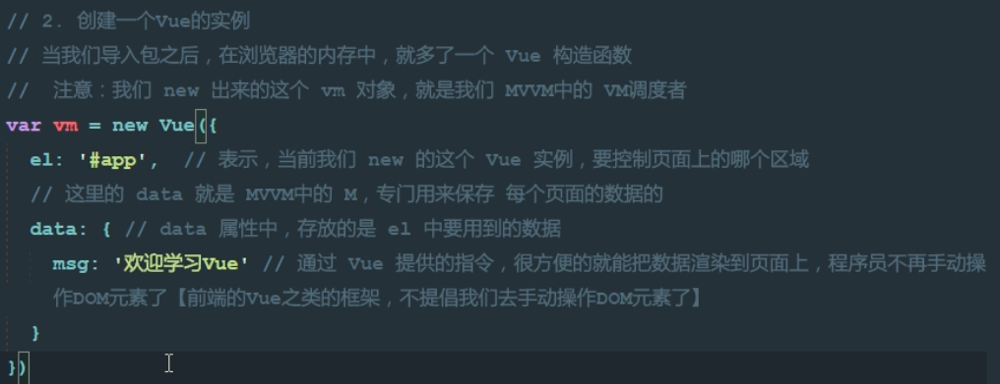 // 2. 创建一个Vue的实例
// 当我们导入包之后，在浏览器的内存中，就多了一个 Vue 构造函数
//  注意：我们 new 出来的这个 vm 对象，就是我们 MVVM中的 VM调度者
var vm = new Vue({
  el: '#app',  // 表示，当前我们 new 的这个 Vue 实例，要控制页面上的哪个区域
  // 这里的 data 就是 MVVM中的 M，专门用来保存 每个页面的数据的
  data: { // data 属性中，存放的是 el 中要用到的数据
    msg: '欢迎学习Vue' // 通过 Vue 提供的指令，很方便的就能把数据渲染到页面上，程序员不再手动操
    作DOM元素了【前端的Vue之类的框架，不提倡我们去手动操作DOM元素了】
  }
})